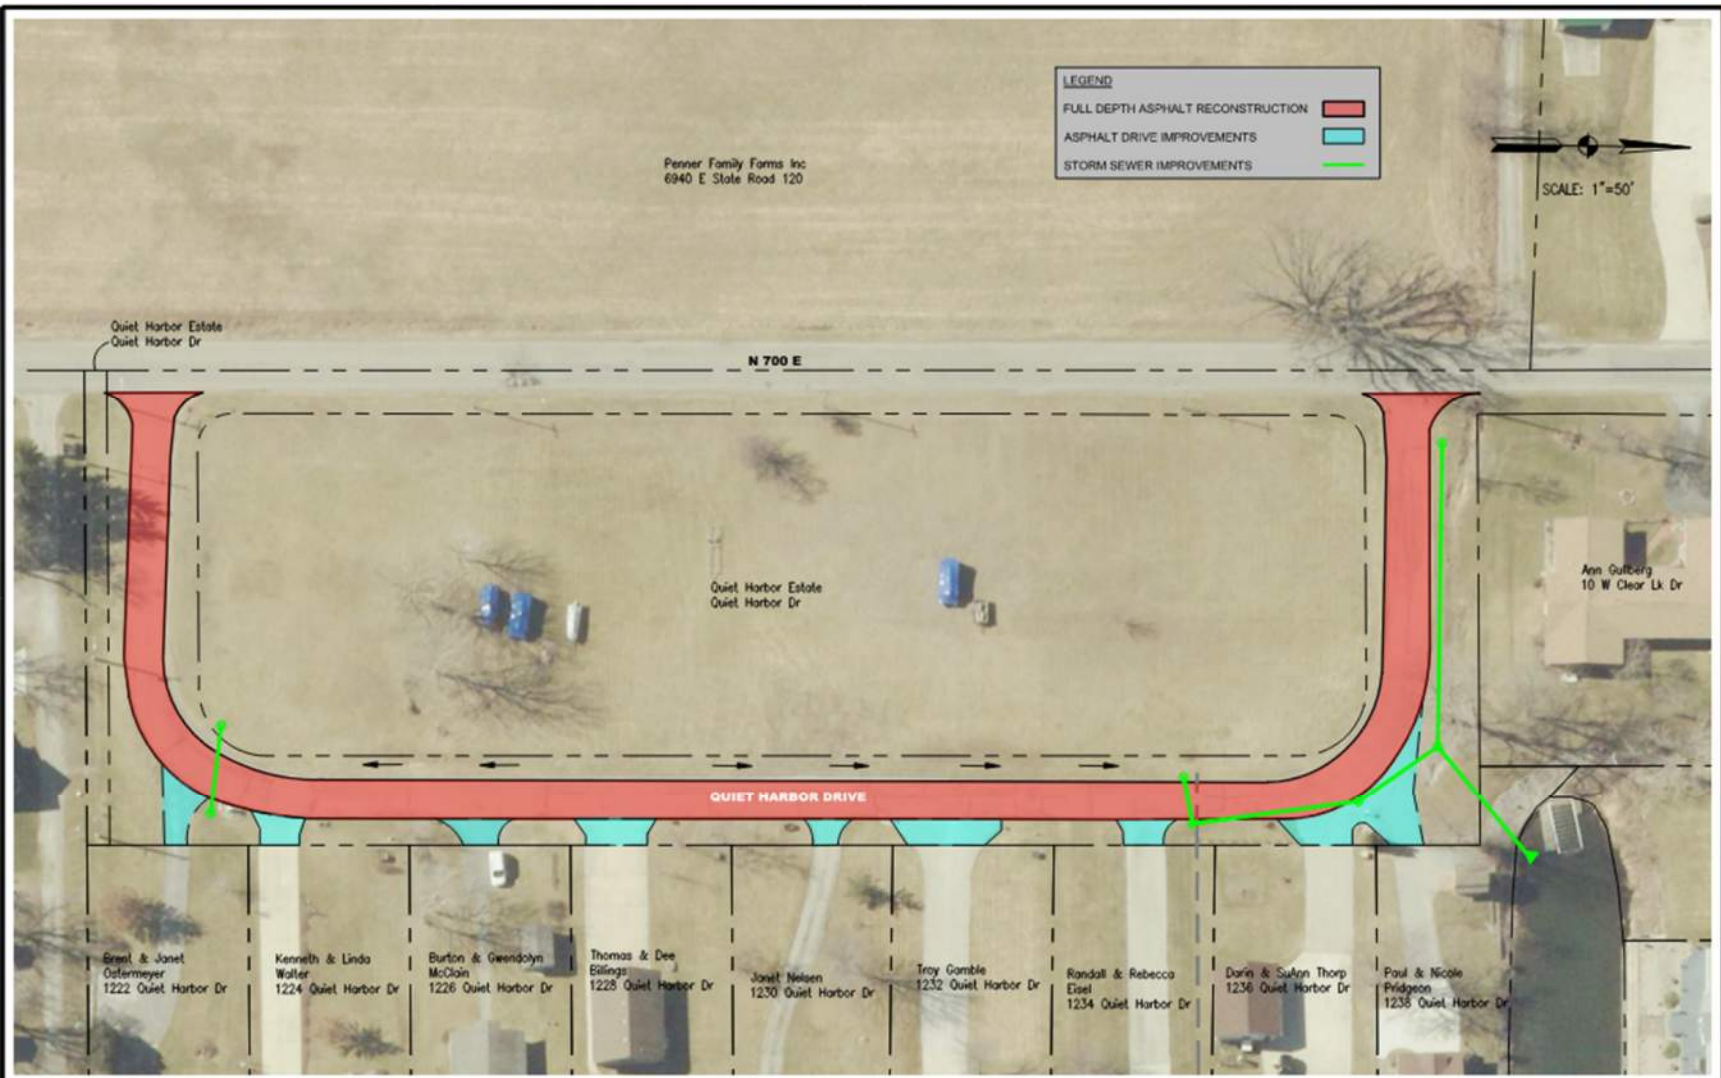 LEGEND
FULL DEPTH ASPHALT RECONSTRUCTION
ASPHALT DRIVE IMPROVEMENTS
STORM SEWER IMPROVEMENTS
SCALE: 1"=50'
Penner Family Farms Inc
6940 E State Road 120
Quiet Harbor Estate
Quiet Harbor Dr
N 700 E
Quiet Harbor Estate
Quiet Harbor Dr
Ann Gullberg
10 W Clear Lk Dr
QUIET HARBOR DRIVE
Brent & Janet
Ostermeyer
1222 Quiet Harbor Dr
Kenneth & Linda
Walter
1224 Quiet Harbor Dr
Burton & Gwendolyn
McClain
1226 Quiet Harbor Dr
Thomas & Dee
Billings
1228 Quiet Harbor Dr
Janet Nelsen
1230 Quiet Harbor Dr
Troy Gamble
1232 Quiet Harbor Dr
Randall & Rebecca
Eisel
1234 Quiet Harbor Dr
Darin & SuAnn Thorp
1236 Quiet Harbor Dr
Paul & Nicole
Pridgeon
1238 Quiet Harbor Dr